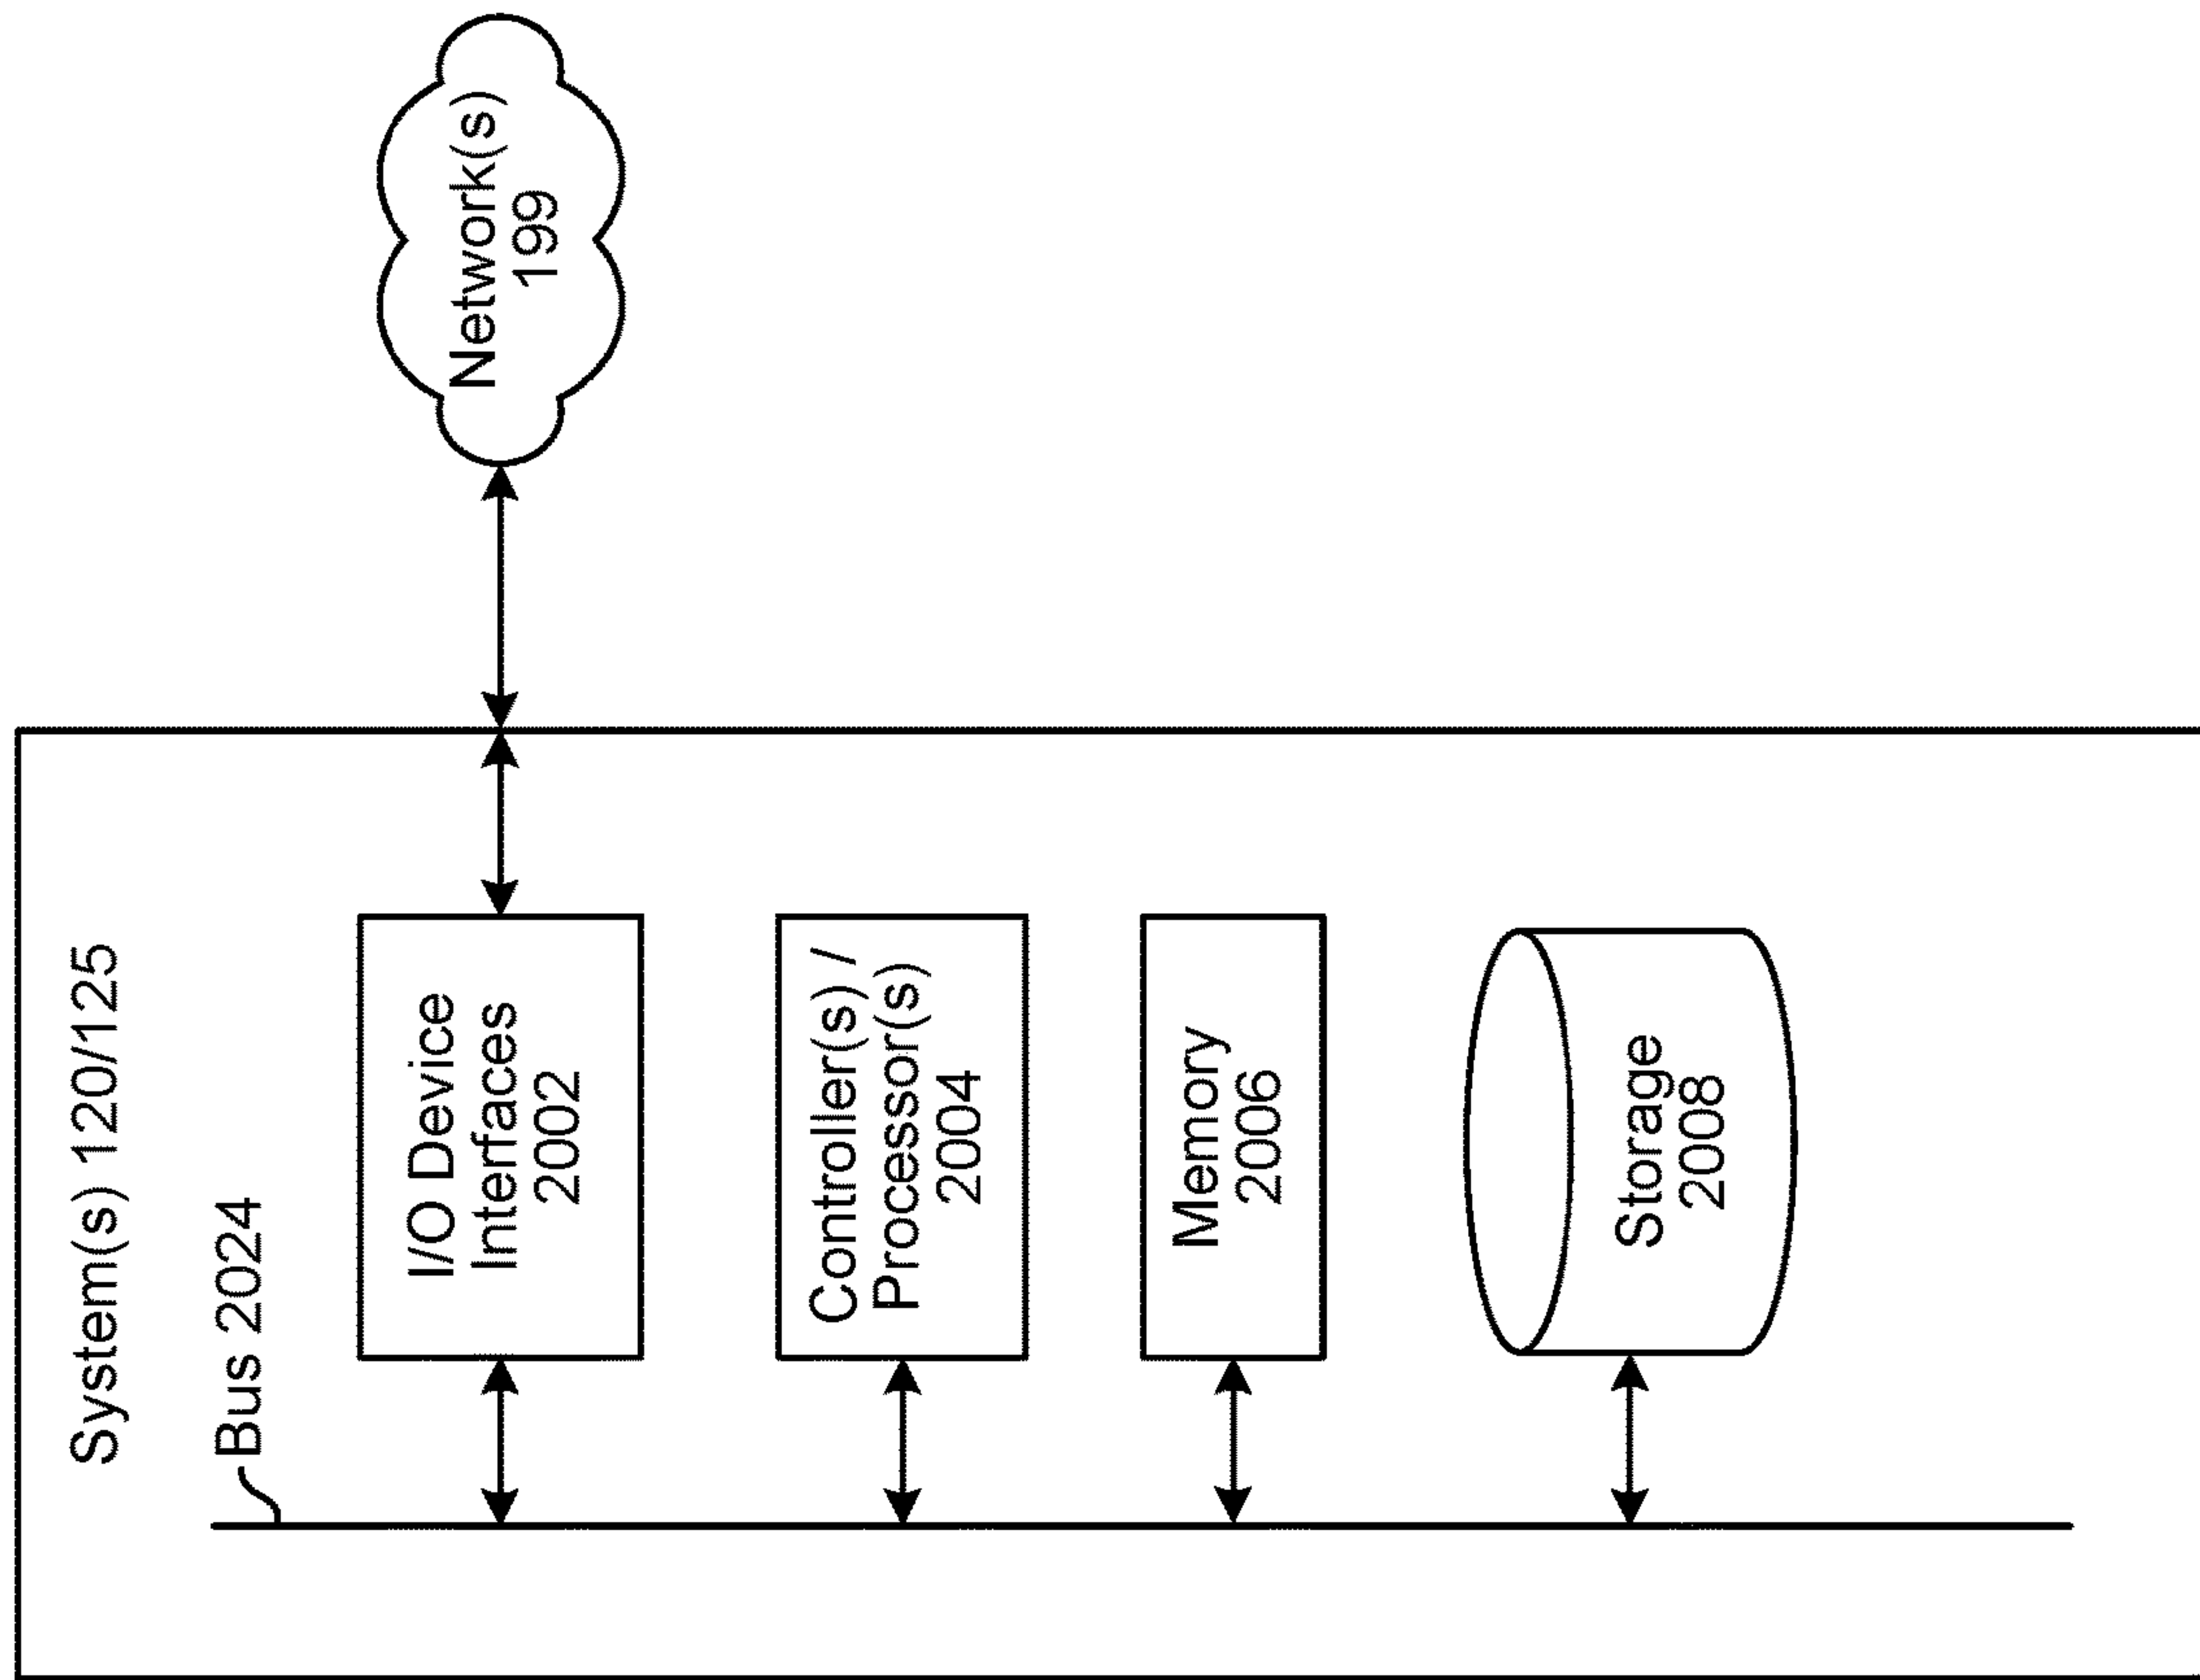 System(s) 120/125
Bus 2024
I/O Device
Interfaces
2002
Network(s)
199
Controller(s) /
Processor(s)
2004
Memory
2006
Storage
2008